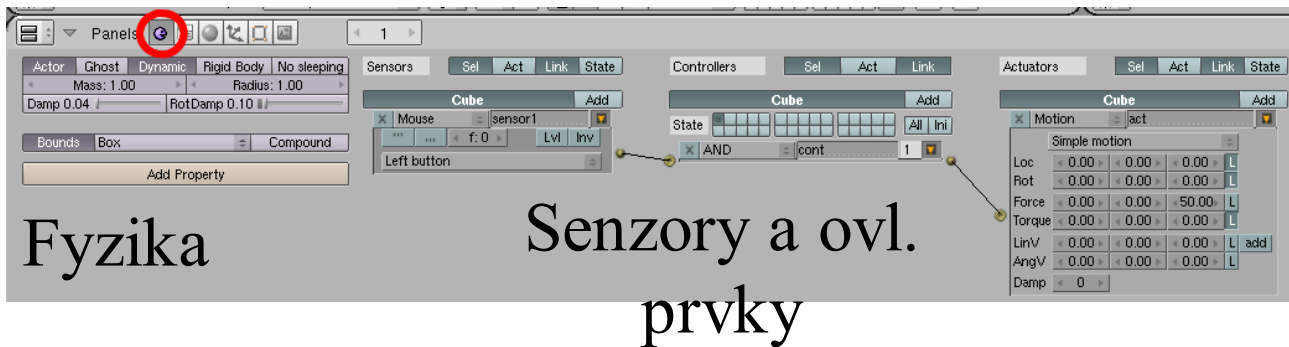 Panels 1
Actor Ghost Dynamic Rigid Body No sleeping
Mass: 1.00 Radius: 1.00
Damp 0.04 RotDamp 0.10
Bounds Box Compound
Add Property
Sensors Sel Act Link State
Cube Add
X Mouse sensor1
f: 0 Lvl Inv
Left button
Controllers Sel Act Link
Cube Add
State All Ini
X AND cont 1
Actuators Sel Act Link State
Cube Add
X Motion act
Simple motion
Loc 0.00 0.00 0.00 L
Rot 0.00 0.00 0.00 L
Force 0.00 0.00 50.00 L
Torque 0.00 0.00 0.00 L
LinV 0.00 0.00 0.00 L add
AngV 0.00 0.00 0.00 L
Damp 0
Fyzika
Senzory a ovl.
prvky